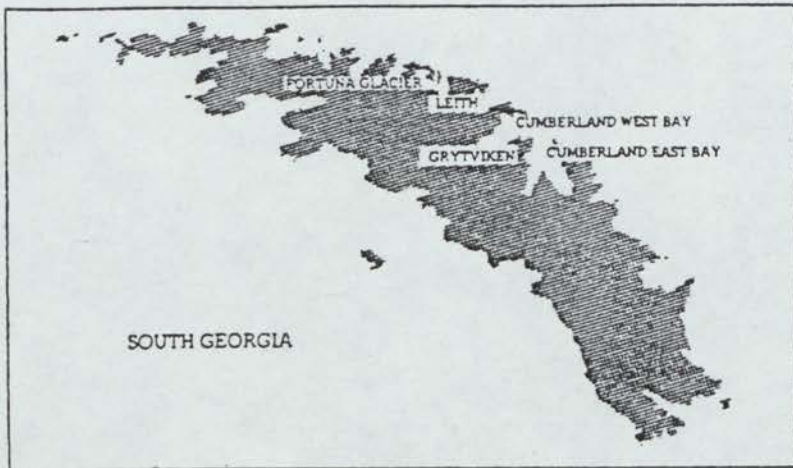 FORTUNA GLACIER
LEITH
CUMBERLAND WEST BAY
GRYTVIKEN
CUMBERLAND EAST BAY
SOUTH GEORGIA